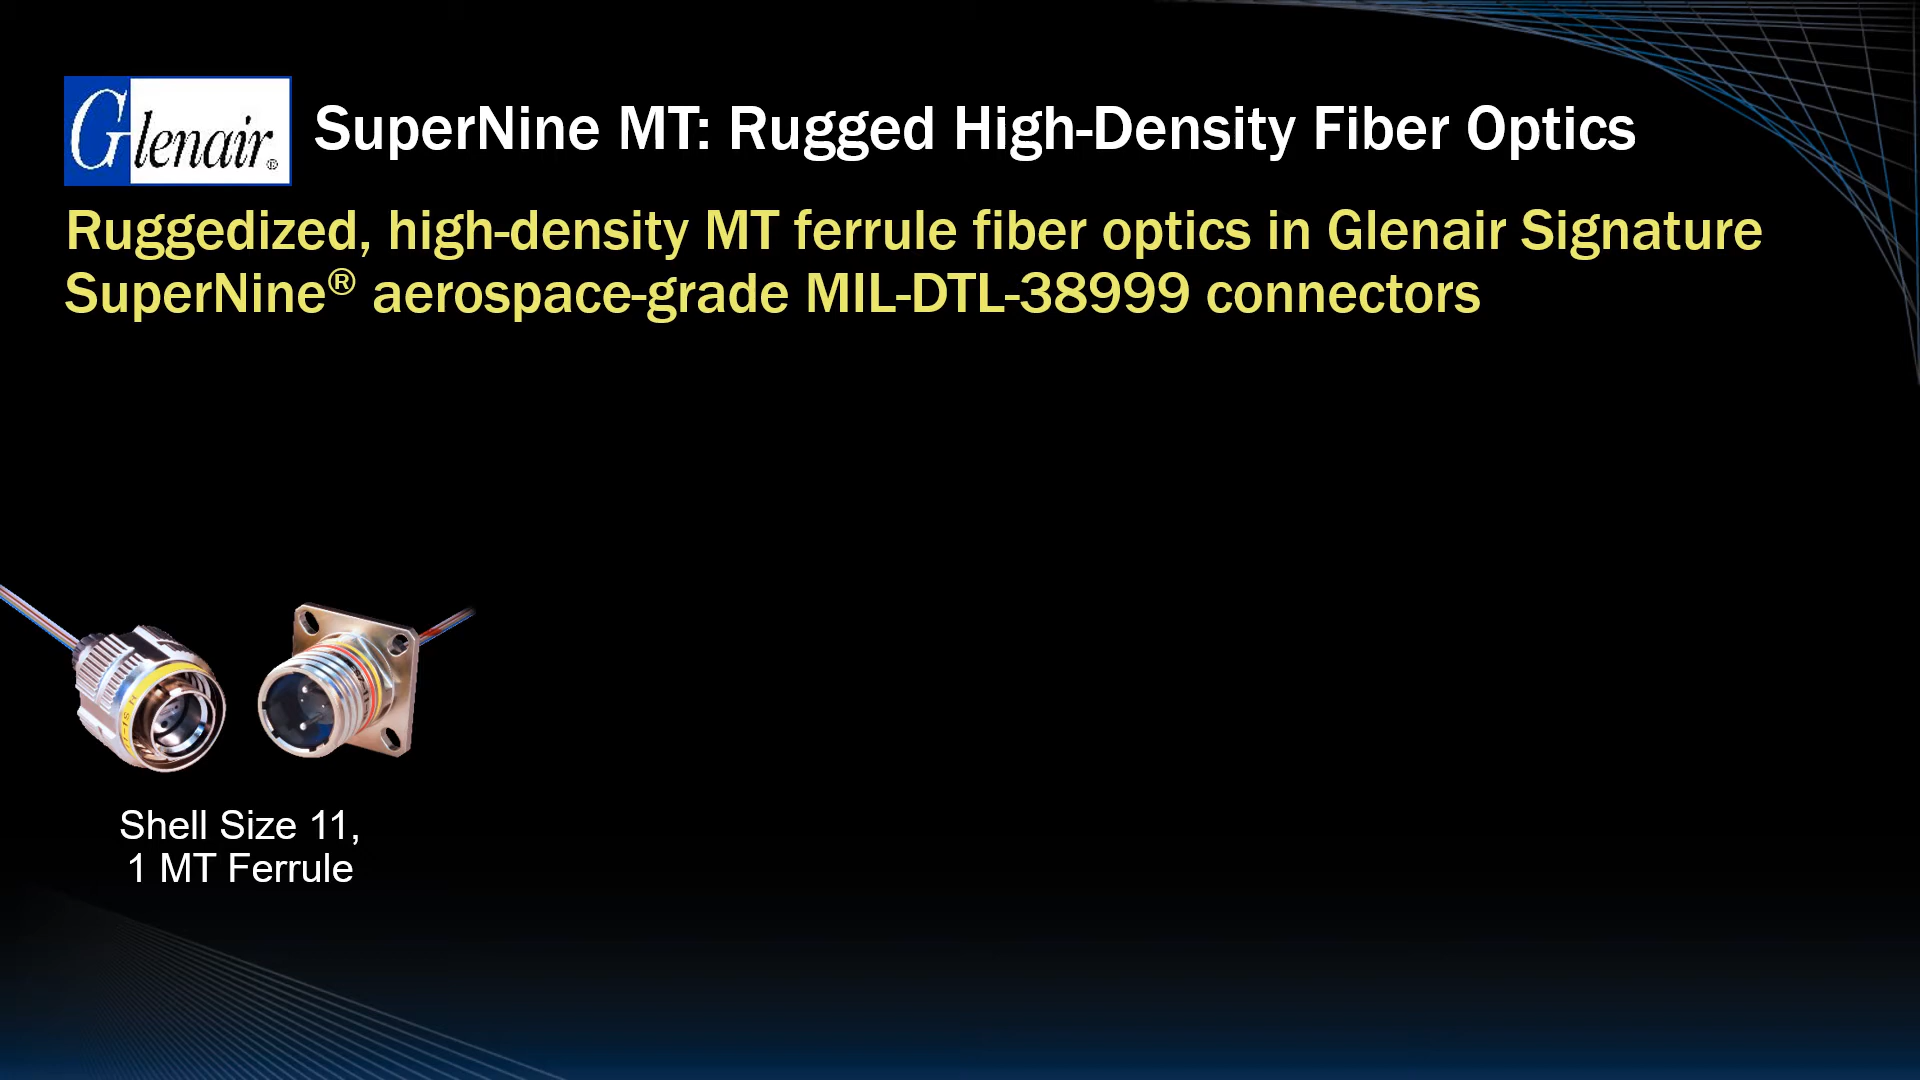 Glenair®
SuperNine MT: Rugged High-Density Fiber Optics
Ruggedized, high-density MT ferrule fiber optics in Glenair Signature
SuperNine® aerospace-grade MIL-DTL-38999 connectors
Shell Size 11,
1 MT Ferrule